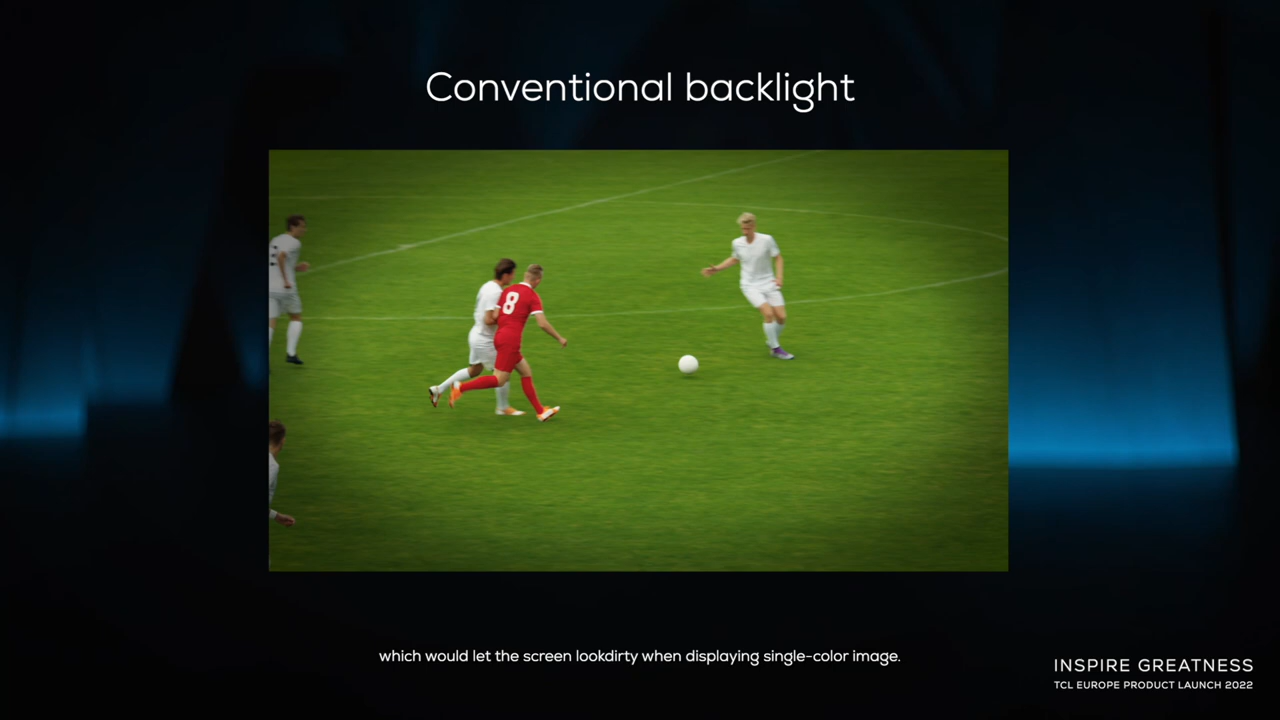 Conventional backlight
8
which would let the screen lookdirty when displaying single-color image.
INSPIRE GREATNESS
TCL EUROPE PRODUCT LAUNCH 2022